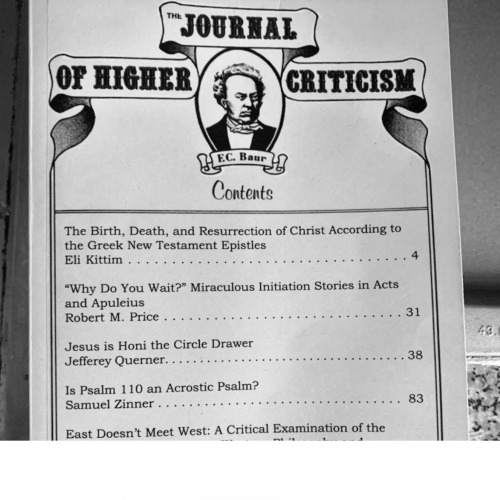 THE
JOURNAL
OF HIGHER CRITICISM
F.C. Baur
Contents
The Birth, Death, and Resurrection of Christ According to
the Greek New Testament Epistles
Eli Kittim . . . . . . . . . . . . . . . . . . . . . . . . . . . . . . . . . 4
"Why Do You Wait?" Miraculous Initiation Stories in Acts
and Apuleius
Robert M. Price . . . . . . . . . . . . . . . . . . . . . . . . . . . . 31
Jesus is Honi the Circle Drawer
Jefferey Querner. . . . . . . . . . . . . . . . . . . . . . . . . . . . 38
Is Psalm 110 an Acrostic Psalm?
Samuel Zinner . . . . . . . . . . . . . . . . . . . . . . . . . . . . . 83
East Doesn't Meet West: A Critical Examination of the